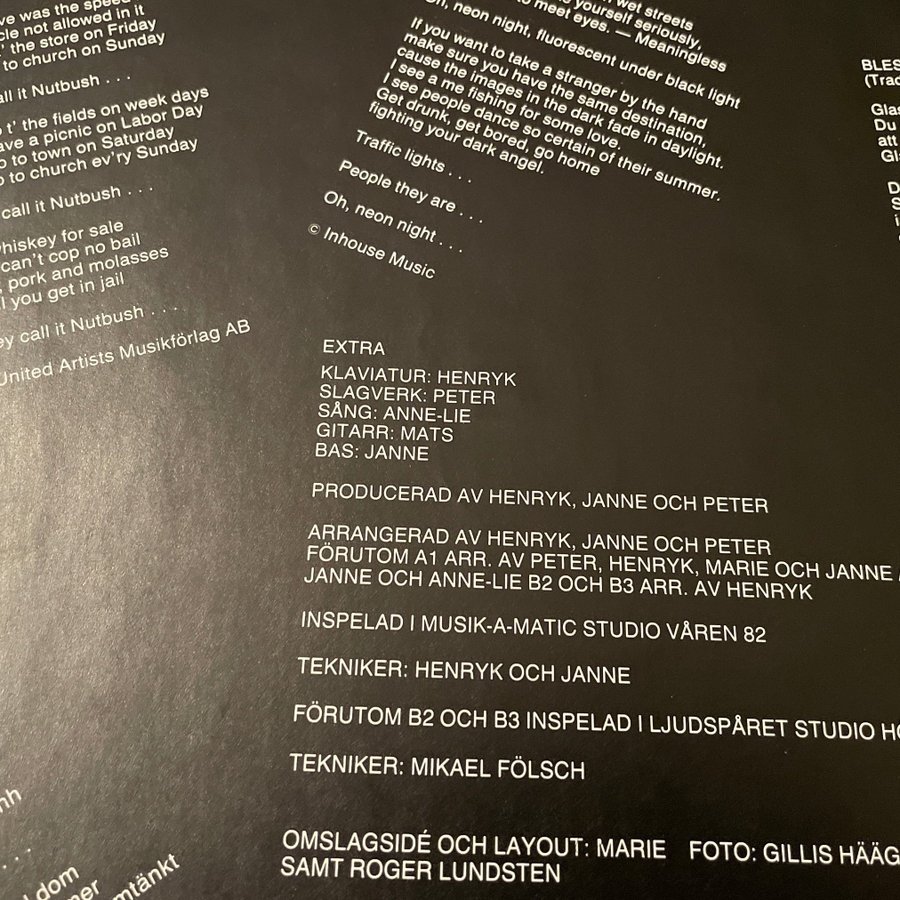 was the speed
not allowed in it
t' the store on Friday
to church on Sunday
call it Nutbush . . .
t' the fields on week days
have a picnic on Labor Day
to town on Saturday
to church ev'ry Sunday
call it Nutbush . . .
whiskey for sale
can't cop no bail
pork and molasses
you get in jail
call it Nutbush . . .
United Artists Musikförlag AB
wet streets
yourself seriously,
to meet eyes. — Meaningless
Oh, neon night, fluorescent under black light
If you want to take a stranger by the hand
make sure you have the same destination,
cause the images in the dark fade in daylight.
I see a me fishing for some love.
I see people dance so certain of their summer.
Get drunk, get bored, go home
fighting your dark angel.
Traffic lights . . .
People they are . . .
Oh, neon night . . .
© Inhouse Music
EXTRA
KLAVIATUR: HENRYK
SLAGVERK: PETER
SÅNG: ANNE-LIE
GITARR: MATS
BAS: JANNE
PRODUCERAD AV HENRYK, JANNE OCH PETER
ARRANGERAD AV HENRYK, JANNE OCH PETER
FÖRUTOM A1 ARR. AV PETER, HENRYK, MARIE OCH JANNE
JANNE OCH ANNE-LIE B2 OCH B3 ARR. AV HENRYK
INSPELAD I MUSIK-A-MATIC STUDIO VÅREN 82
TEKNIKER: HENRYK OCH JANNE
FÖRUTOM B2 OCH B3 INSPELAD I LJUDSPÅRET STUDIO
TEKNIKER: MIKAEL FÖLSCH
OMSLAGSIDÉ OCH LAYOUT: MARIE FOTO: GILLIS HÄÄG
SAMT ROGER LUNDSTEN
BLES
(Trad
Glas
Du
att